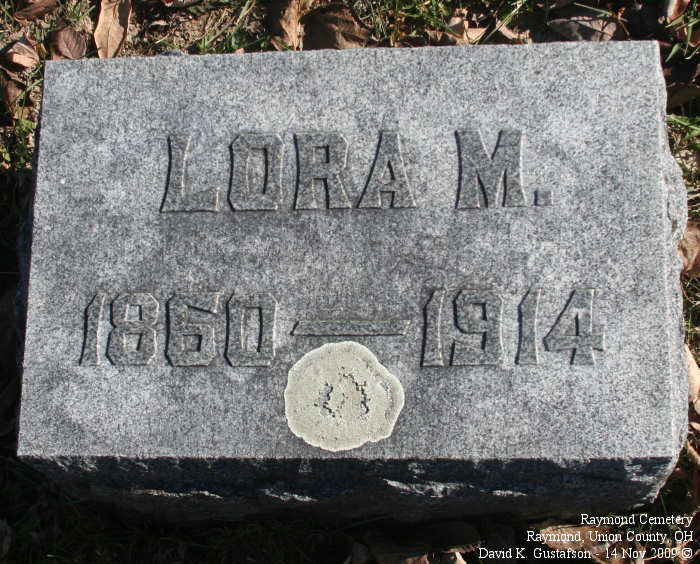 LORA M.
1860 — 1914
Raymond Cemetery
Raymond, Union County, OH
David K. Gustafson - 14 Nov 2009 ©